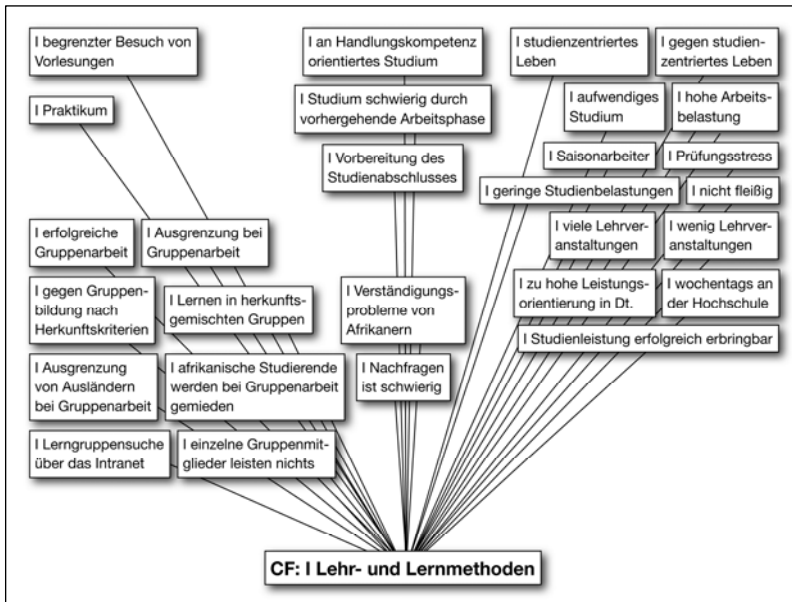 I begrenzter Besuch von
Vorlesungen
I Praktikum
I an Handlungskompetenz
orientiertes Studium
I Studium schwierig durch
vorhergehende Arbeitsphase
I Vorbereitung des
Studienabschlusses
I studienzentriertes
Leben
I gegen studien-
zentriertes Leben
I aufwendiges
Studium
I hohe Arbeits-
belastung
I Saisonarbeiter
I Prüfungsstress
I geringe Studienbelastungen
I nicht fleißig
I erfolgreiche
Gruppenarbeit
I Ausgrenzung bei
Gruppenarbeit
I viele Lehrver-
anstaltungen
I wenig Lehrver-
anstaltungen
I gegen Gruppen-
bildung nach
Herkunftskriterien
I Lernen in herkunfts-
gemischten Gruppen
I Verständigungs-
probleme von
Afrikanern
I zu hohe Leistungs-
orientierung in Dt.
I wochentags an
der Hochschule
I Studienleistung erfolgreich erbringbar
I Ausgrenzung
von Ausländern
bei Gruppenarbeit
I afrikanische Studierende
werden bei Gruppenarbeit
gemieden
I Nachfragen
ist schwierig
I Lerngruppensuche
über das Intranet
I einzelne Gruppenmit-
glieder leisten nichts
CF: I Lehr- und Lernmethoden